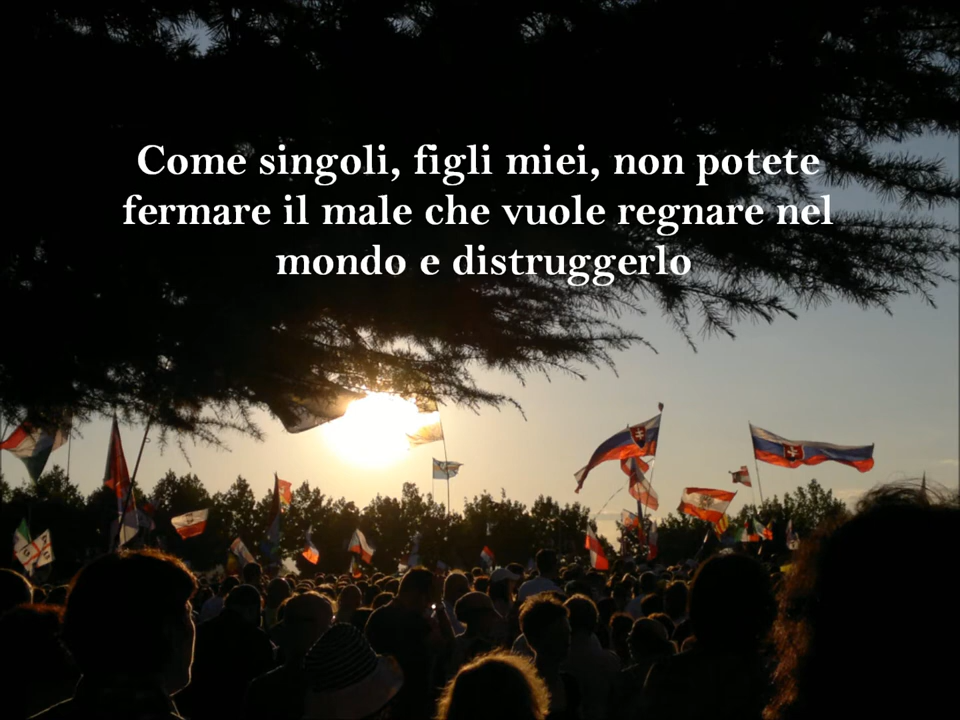 Come singoli, figli miei, non potete
fermare il male che vuole regnare nel
mondo e distruggerlo